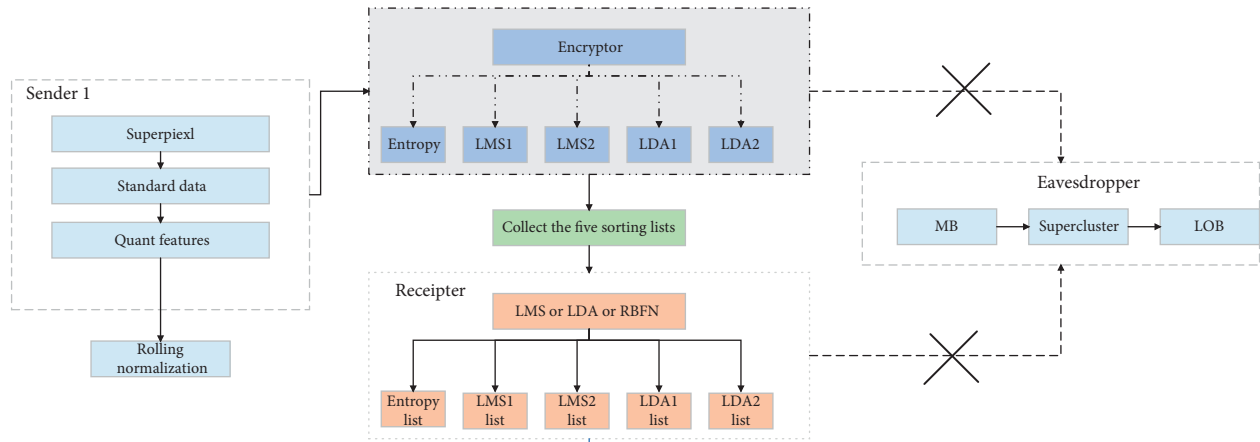 Sender 1
Superpiexl
Standard data
Quant features
Rolling
normalization
Encryptor
Entropy
LMS1
LMS2
LDA1
LDA2
Collect the five sorting lists
Receipter
LMS or LDA or RBFN
Entropy
list
LMS1
list
LMS2
list
LDA1
list
LDA2
list
Eavesdropper
MB
Supercluster
LOB